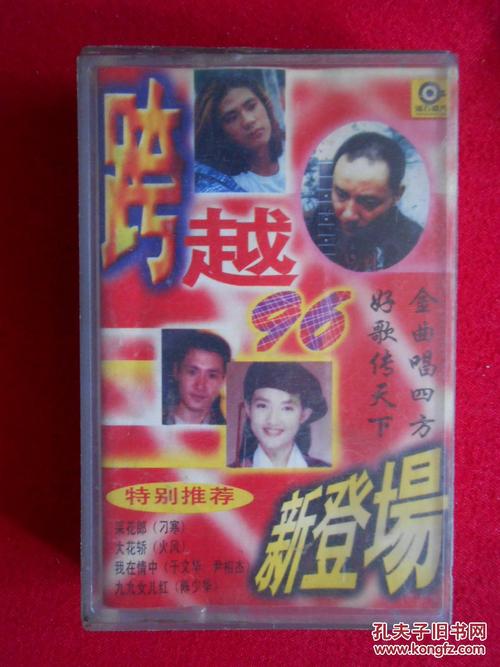 跨
越
96
金曲唱四方
好歌传天下
特别推荐
采花郎（刁寒）
大花轿（火风）
我在情中（于文华、尹相杰）
九九女儿红（陈少华）
新登場
孔夫子旧书网
www.kongfz.com